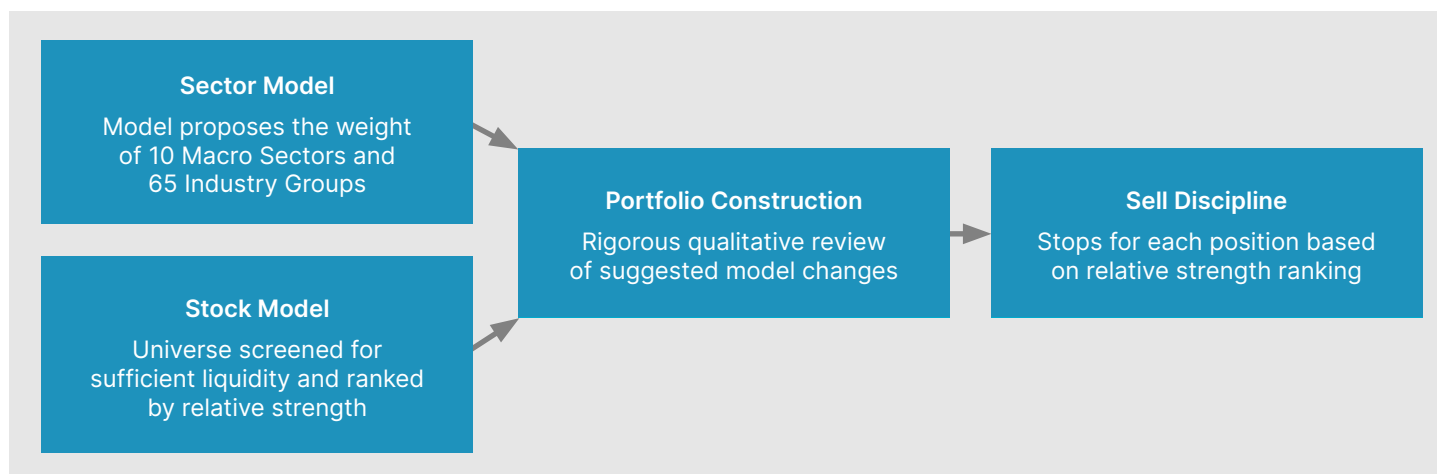 Sector Model
Model proposes the weight
of 10 Macro Sectors and
65 Industry Groups
Stock Model
Universe screened for
sufficient liquidity and ranked
by relative strength
Portfolio Construction
Rigorous qualitative review
of suggested model changes
Sell Discipline
Stops for each position based
on relative strength ranking